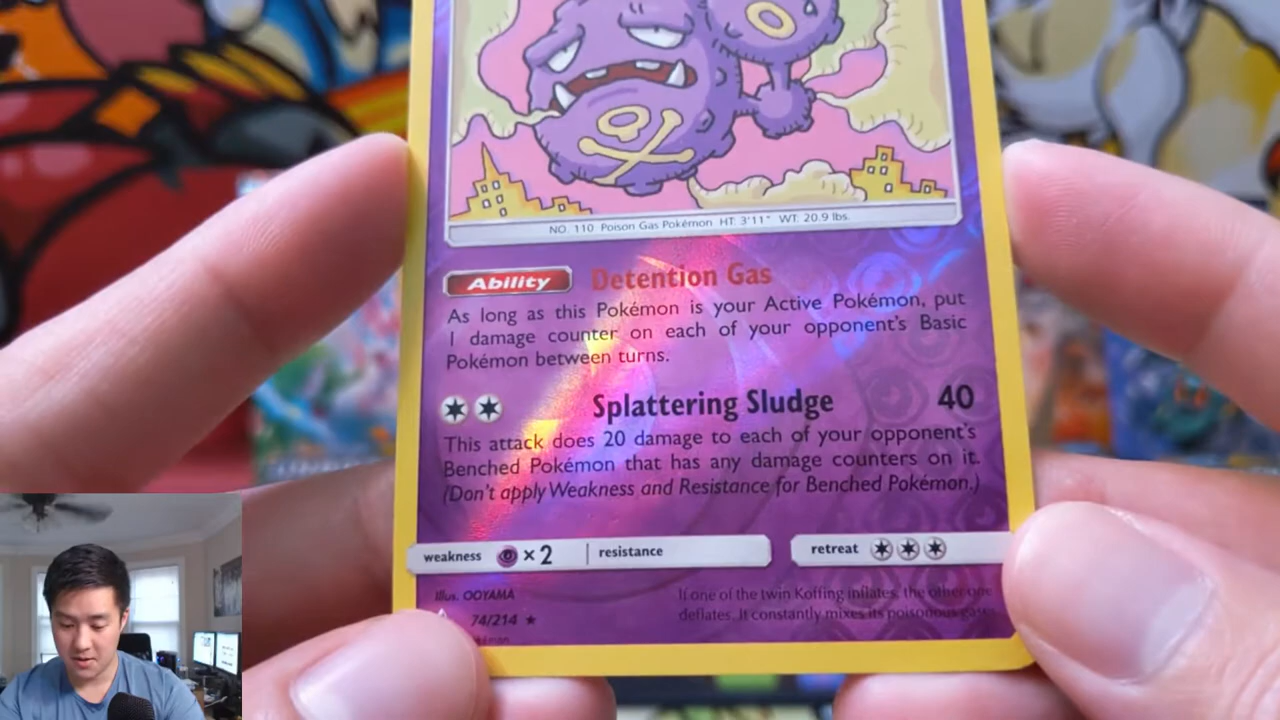 NO. 110 Poison Gas Pokémon HT: 3'11" WT: 20.9 lbs.
Ability Detention Gas
As long as this Pokémon is your Active Pokémon, put
1 damage counter on each of your opponent's Basic
Pokémon between turns.
Splattering Sludge 40
This attack does 20 damage to each of your opponent's
Benched Pokémon that has any damage counters on it.
(Don't apply Weakness and Resistance for Benched Pokémon.)
weakness ×2 resistance retreat
Illus. OOYAMA
If one of the twin Koffing inflates, the other one
deflates. It constantly mixes its poisonous gases.
74/214 ★